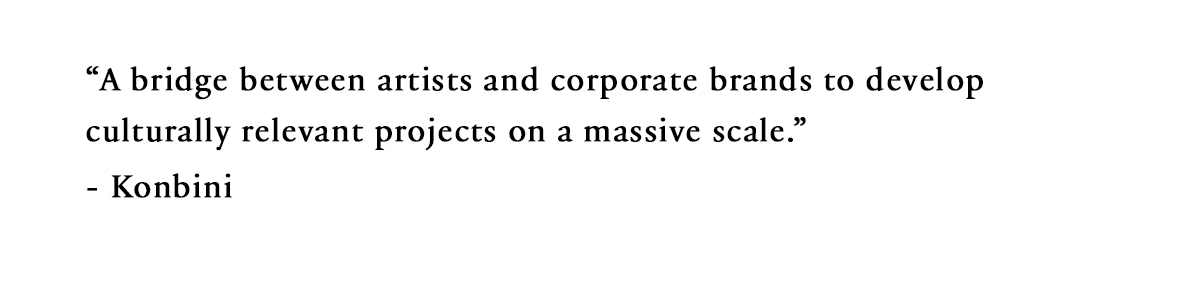 “A bridge between artists and corporate brands to develop
culturally relevant projects on a massive scale.”
- Konbini